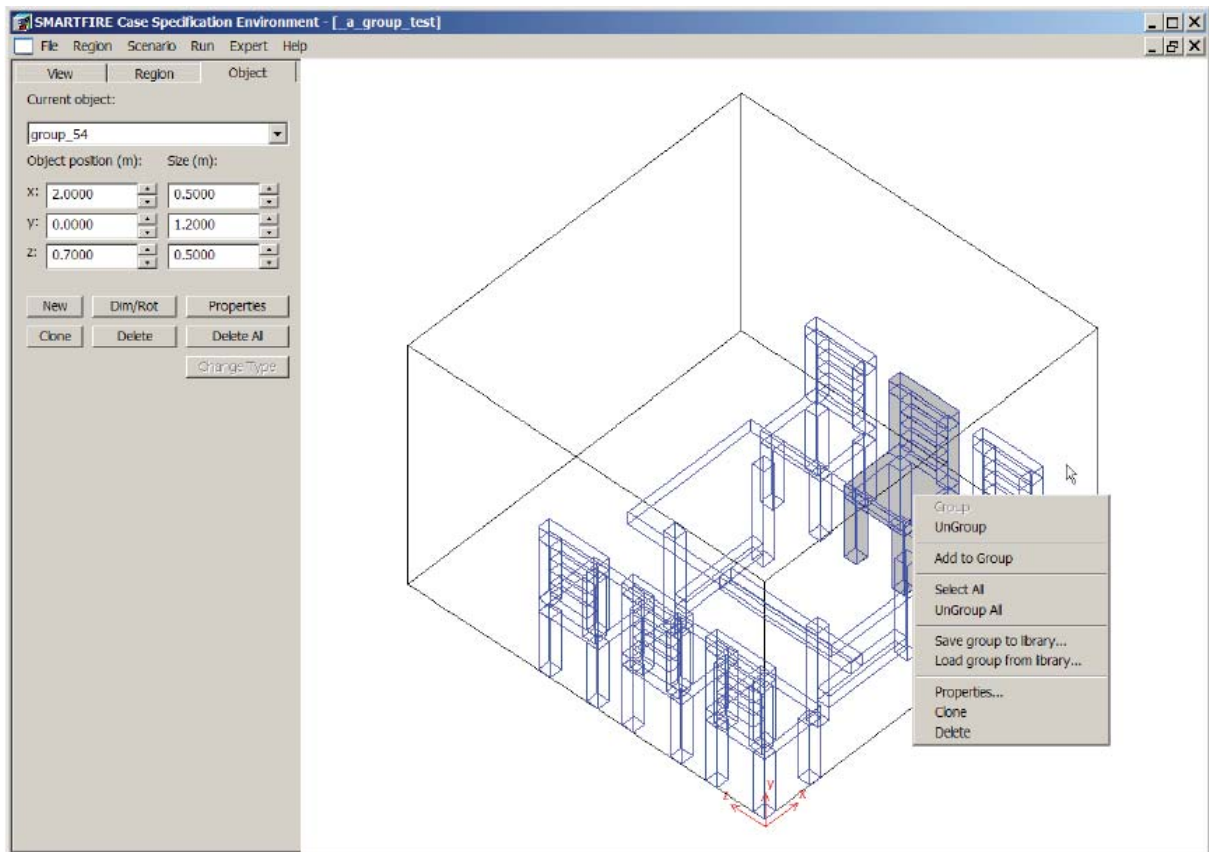 SMARTFIRE Case Specification Environment - [_a_group_test]
File Region Scenario Run Expert Help
View Region Object
Current object:
group_54
Object position (m): Size (m):
x: 2.0000 0.5000
y: 0.0000 1.2000
z: 0.7000 0.5000
New Dim/Rot Properties
Clone Delete Delete All
Change Type
Group
UnGroup
Add to Group
Select All
UnGroup All
Save group to library...
Load group from library...
Properties...
Clone
Delete
z y x